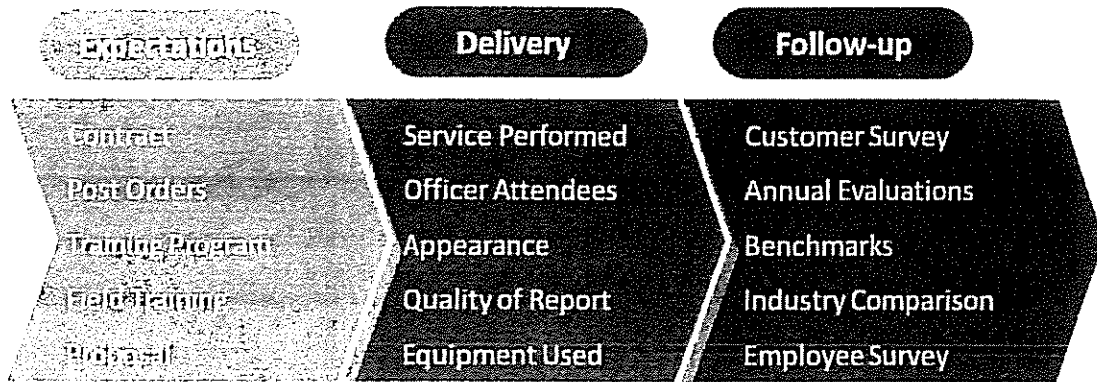 Expectations
Contract
Post Orders
Training Program
Field Training
Proposal
Delivery
Service Performed
Officer Attendees
Appearance
Quality of Report
Equipment Used
Follow-up
Customer Survey
Annual Evaluations
Benchmarks
Industry Comparison
Employee Survey